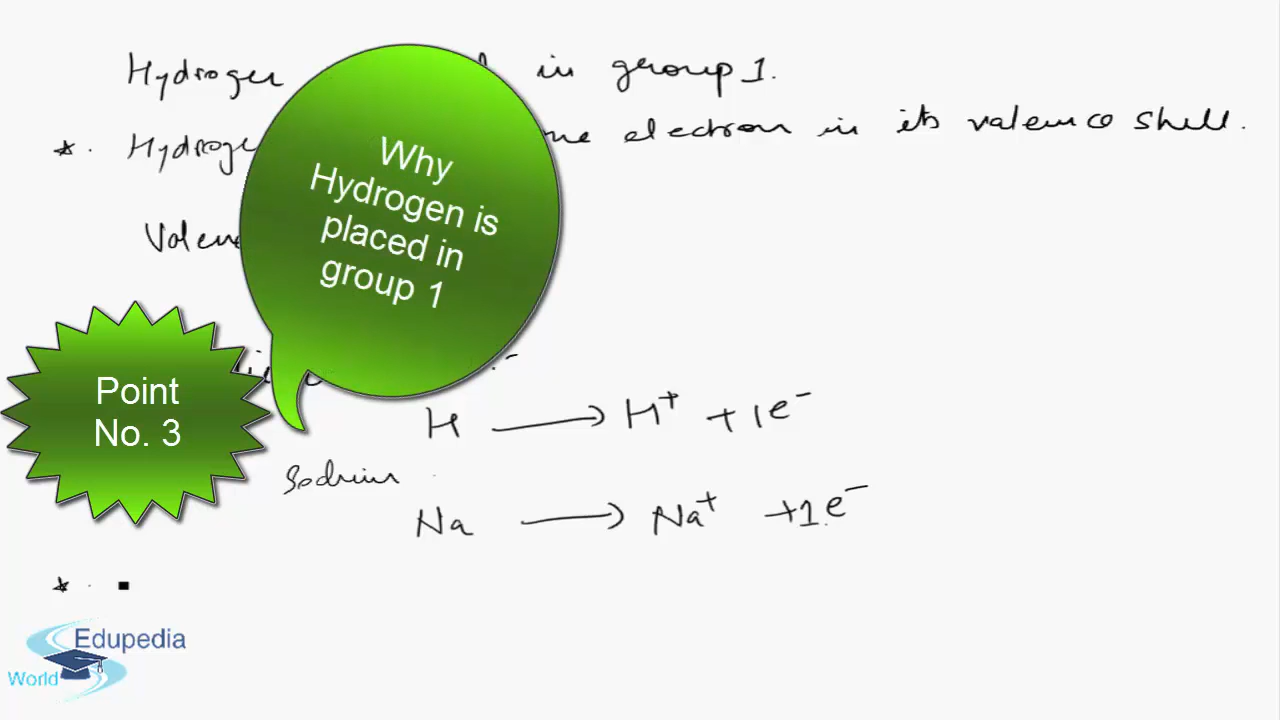 Hydrogen in group 1.
* . electron in its valence shell.
Why
Hydrogen is
placed in
group 1
Point
No. 3
H ⟶ H⁺ + 1e⁻
Sodium
Na ⟶ Na⁺ +1e⁻
*
Edupedia
World